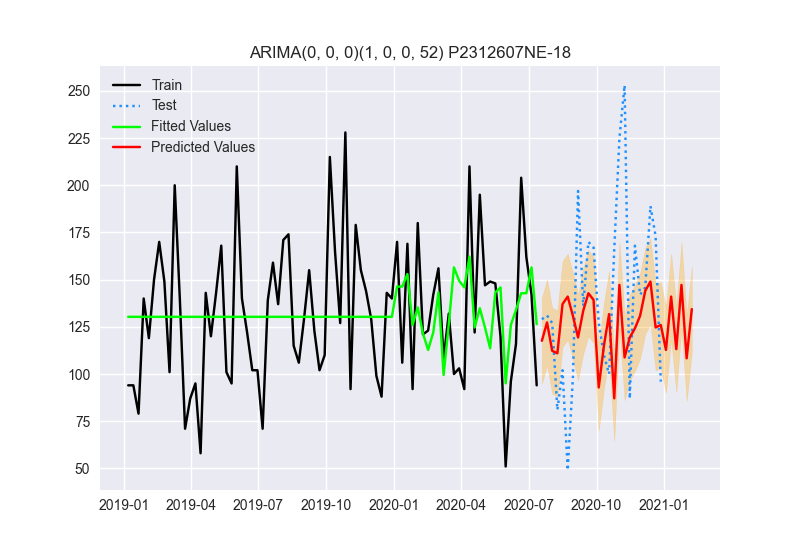 ARIMA(0, 0, 0)(1, 0, 0, 52) P2312607NE-18
Train
Test
Fitted Values
Predicted Values
250
225
200
175
150
125
100
75
50
2019-01 2019-04 2019-07 2019-10 2020-01 2020-04 2020-07 2020-10 2021-01